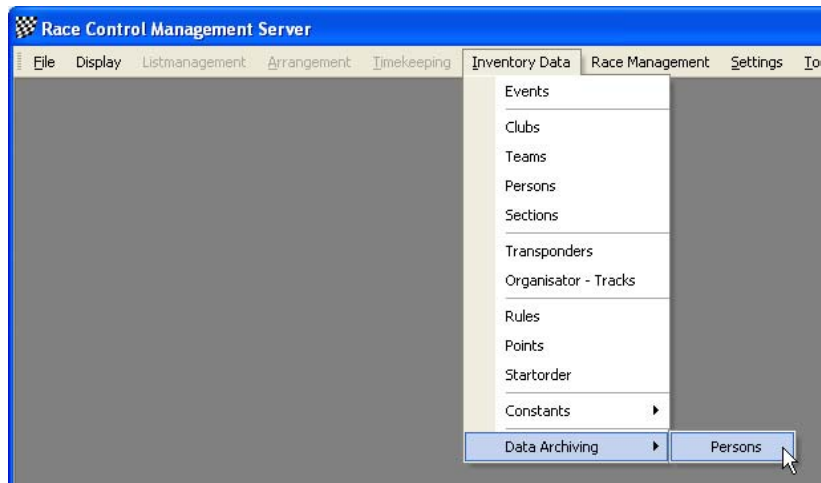 Race Control Management Server
File Display Listmanagement Arrangement Timekeeping Inventory Data Race Management Settings
Events
Clubs
Teams
Persons
Sections
Transponders
Organisator - Tracks
Rules
Points
Startorder
Constants
Data Archiving Persons